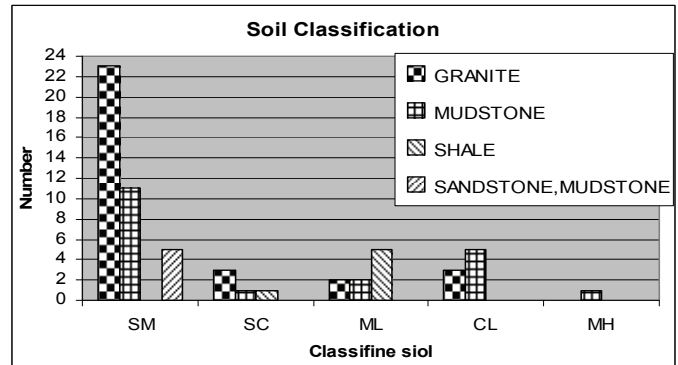 Soil Classification
24
22
20
18
16
14
12
10
8
6
4
2
0
Number
GRANITE
MUDSTONE
SHALE
SANDSTONE,MUDSTONE
SM SC ML CL MH
Classifine siol